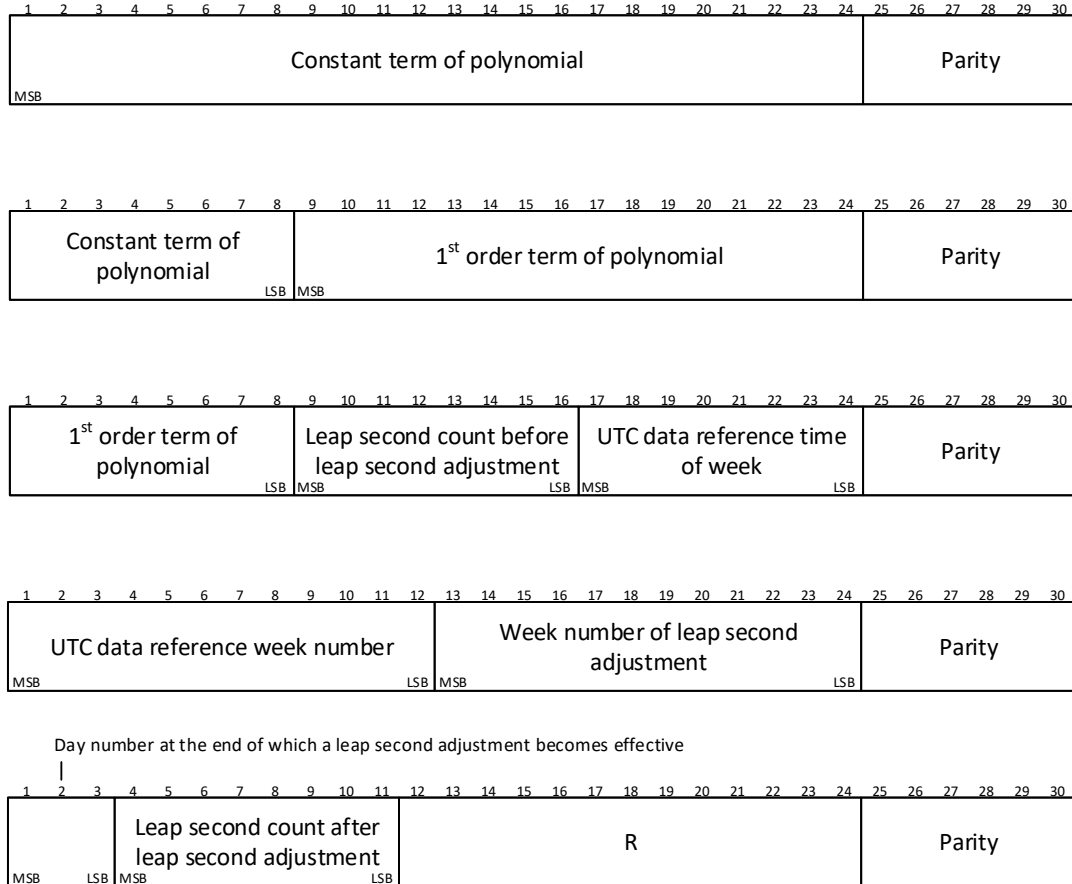 1 2 3 4 5 6 7 8 9 10 11 12 13 14 15 16 17 18 19 20 21 22 23 24 25 26 27 28 29 30
Constant term of polynomial Parity
MSB
1 2 3 4 5 6 7 8 9 10 11 12 13 14 15 16 17 18 19 20 21 22 23 24 25 26 27 28 29 30
Constant term of
polynomial
1st order term of polynomial
Parity
LSB MSB
1 2 3 4 5 6 7 8 9 10 11 12 13 14 15 16 17 18 19 20 21 22 23 24 25 26 27 28 29 30
1st order term of
polynomial
Leap second count before
leap second adjustment
UTC data reference time
of week
Parity
LSB MSB LSB MSB LSB
1 2 3 4 5 6 7 8 9 10 11 12 13 14 15 16 17 18 19 20 21 22 23 24 25 26 27 28 29 30
UTC data reference week number
Week number of leap second
adjustment
Parity
MSB LSB MSB LSB
Day number at the end of which a leap second adjustment becomes effective
1 2 3 4 5 6 7 8 9 10 11 12 13 14 15 16 17 18 19 20 21 22 23 24 25 26 27 28 29 30
Leap second count after
leap second adjustment
R
Parity
MSB LSB MSB LSB